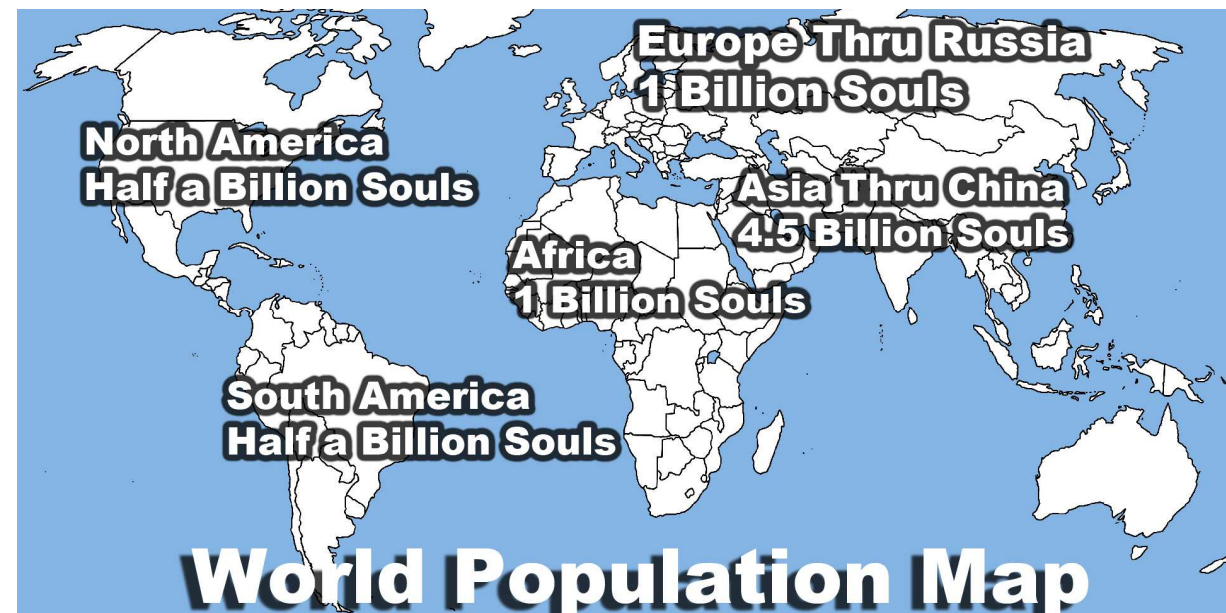 Europe Thru Russia
1 Billion Souls
North America
Half a Billion Souls
Asia Thru China
4.5 Billion Souls
Africa
1 Billion Souls
South America
Half a Billion Souls
World Population Map